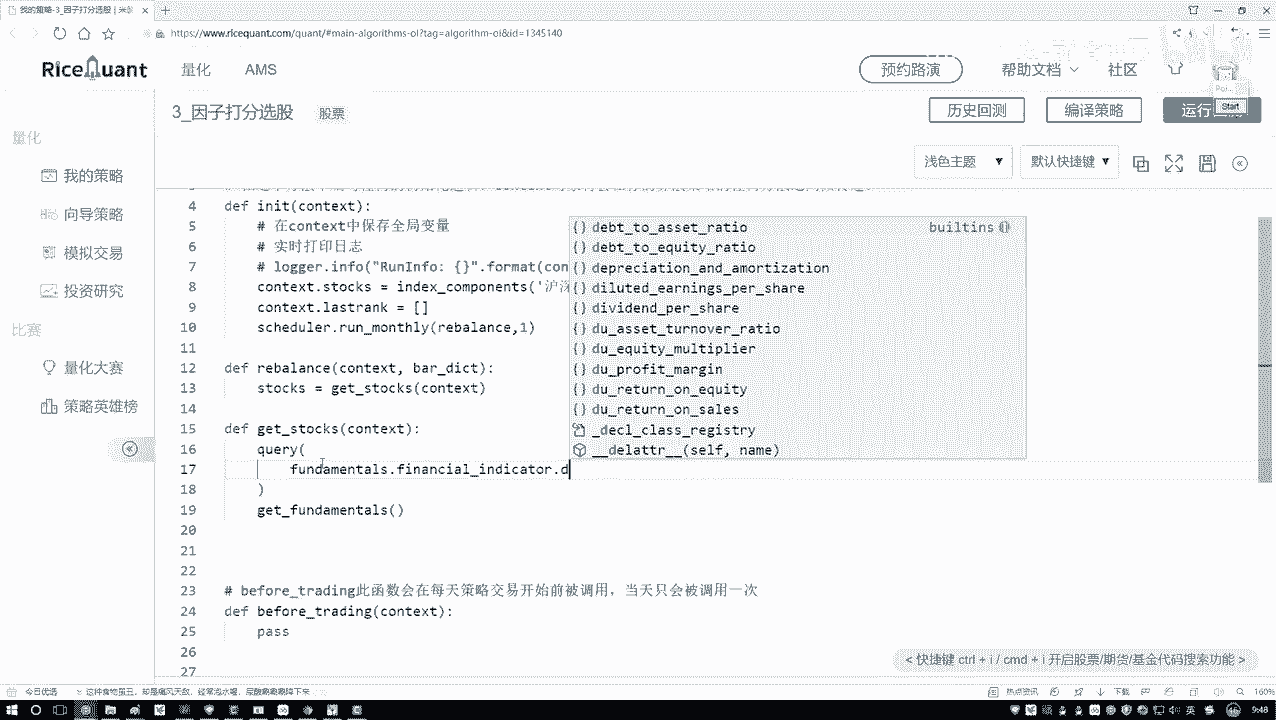 我的策略-3_因子打分选股
https://www.ricequant.com/quant/#main-algorithms-ol?tag=algorithm-oi&id=1345140
RiceQuant 量化 AMS 预约路演 帮助文档 社区
3_因子打分选股 股票 历史回测 编译策略 运行
Start
量化
浅色主题 默认快捷键
我的策略
向导策略
模拟交易
投资研究
比赛
量化大赛
策略英雄榜
4 def init(context):
5 # 在context中保存全局变量
6 # 实时打印日志
7 # logger.info("RunInfo: {}".format(con
8 context.stocks = index_components('沪深
9 context.lastrank = []
10 scheduler.run_monthly(rebalance,1)
11
12 def rebalance(context, bar_dict):
13 stocks = get_stocks(context)
14
15 def get_stocks(context):
16 query(
17 fundamentals.financial_indicator.d
18 )
19 get_fundamentals()
20
21
22
23 # before_trading此函数会在每天策略交易开始前被调用，当天只会被调用一次
24 def before_trading(context):
25 pass
26
27
debt_to_asset_ratio builtins
debt_to_equity_ratio
depreciation_and_amortization
diluted_earnings_per_share
dividend_per_share
du_asset_turnover_ratio
du_equity_multiplier
du_profit_margin
du_return_on_equity
du_return_on_sales
_decl_class_registry
__delattr__(self, name)
< 快捷键 ctrl + i / cmd + i 开启股票/期货/基金代码搜索功能 >
今日优选
热点资讯 下载 160%
9:48